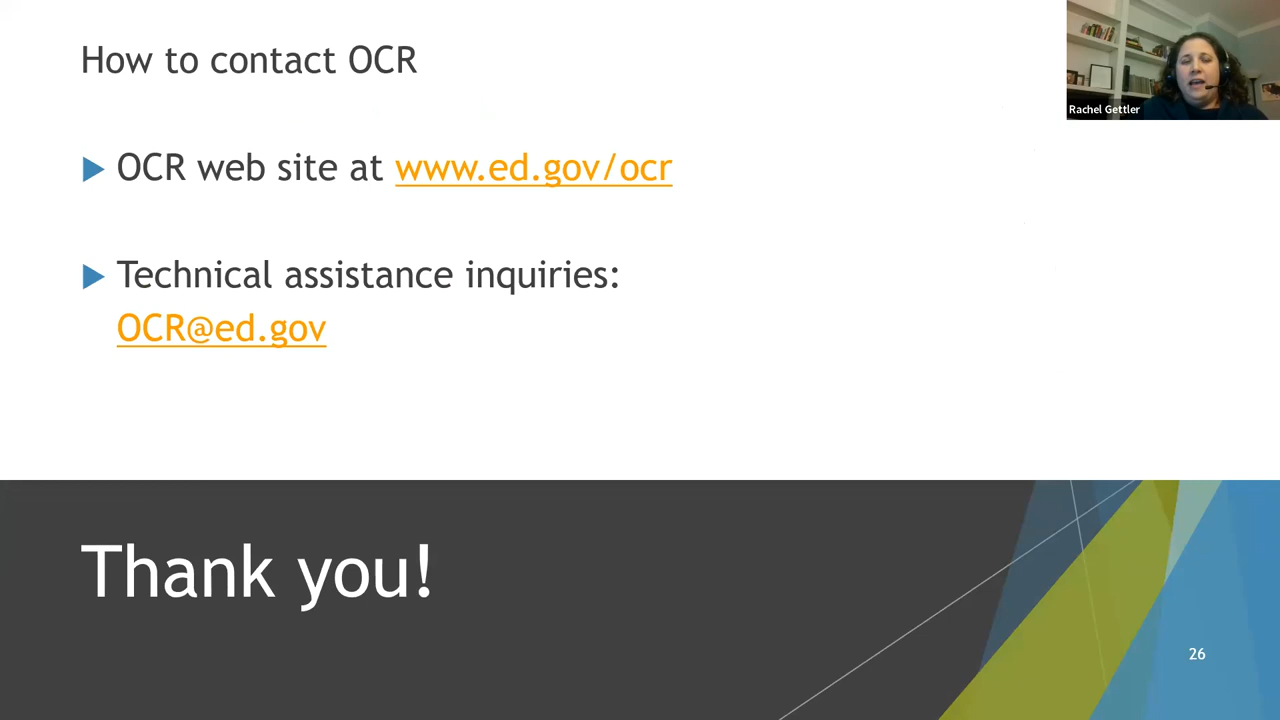 How to contact OCR
OCR web site at www.ed.gov/ocr
Technical assistance inquiries:
OCR@ed.gov
Thank you!
26
Rachel Gettler